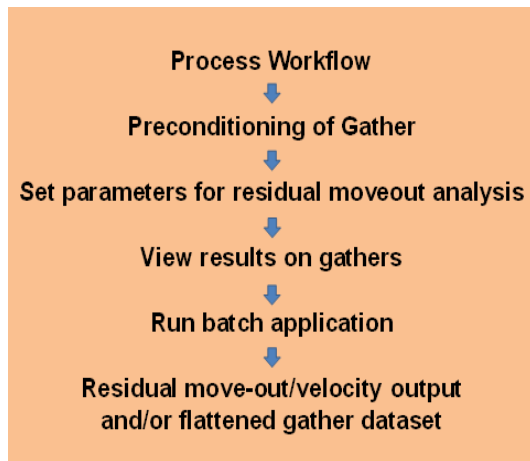 Process Workflow
Preconditioning of Gather
Set parameters for residual moveout analysis
View results on gathers
Run batch application
Residual move-out/velocity output
and/or flattened gather dataset